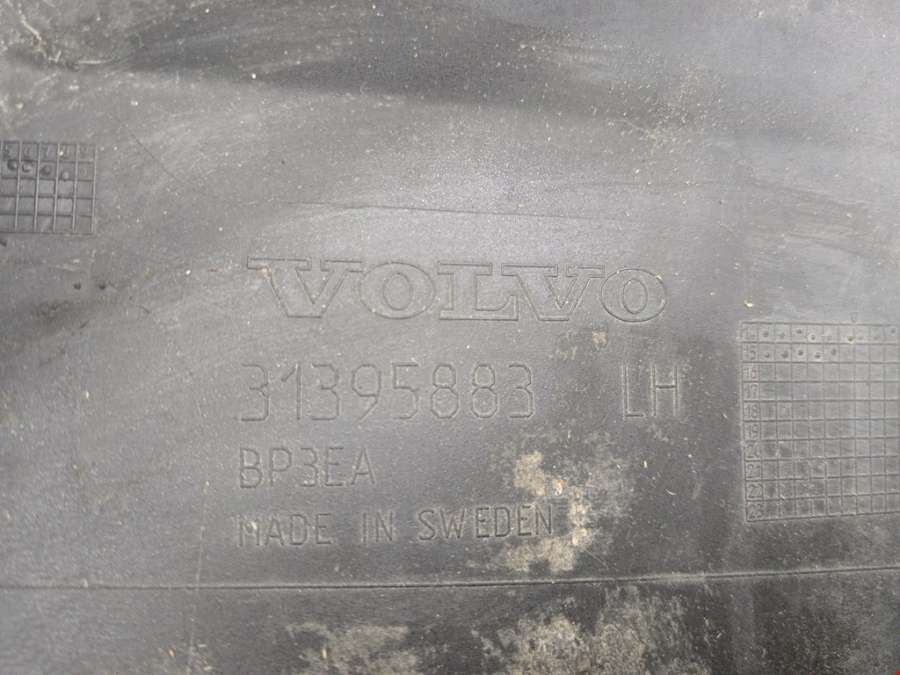 VOLVO
31395883 LH
BP3EA
MADE IN SWEDEN